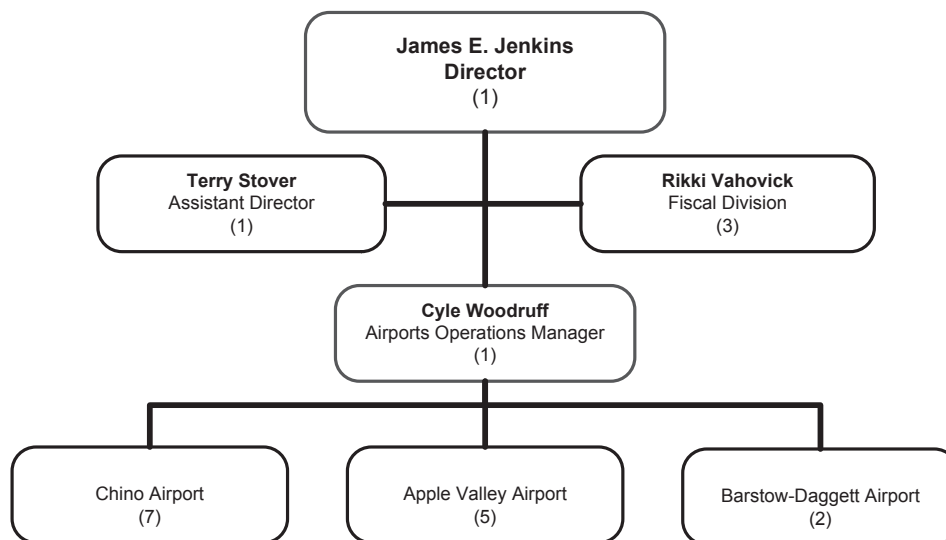 James E. Jenkins
Director
(1)
Terry Stover
Assistant Director
(1)
Rikki Vahovick
Fiscal Division
(3)
Cyle Woodruff
Airports Operations Manager
(1)
Chino Airport
(7)
Apple Valley Airport
(5)
Barstow-Daggett Airport
(2)